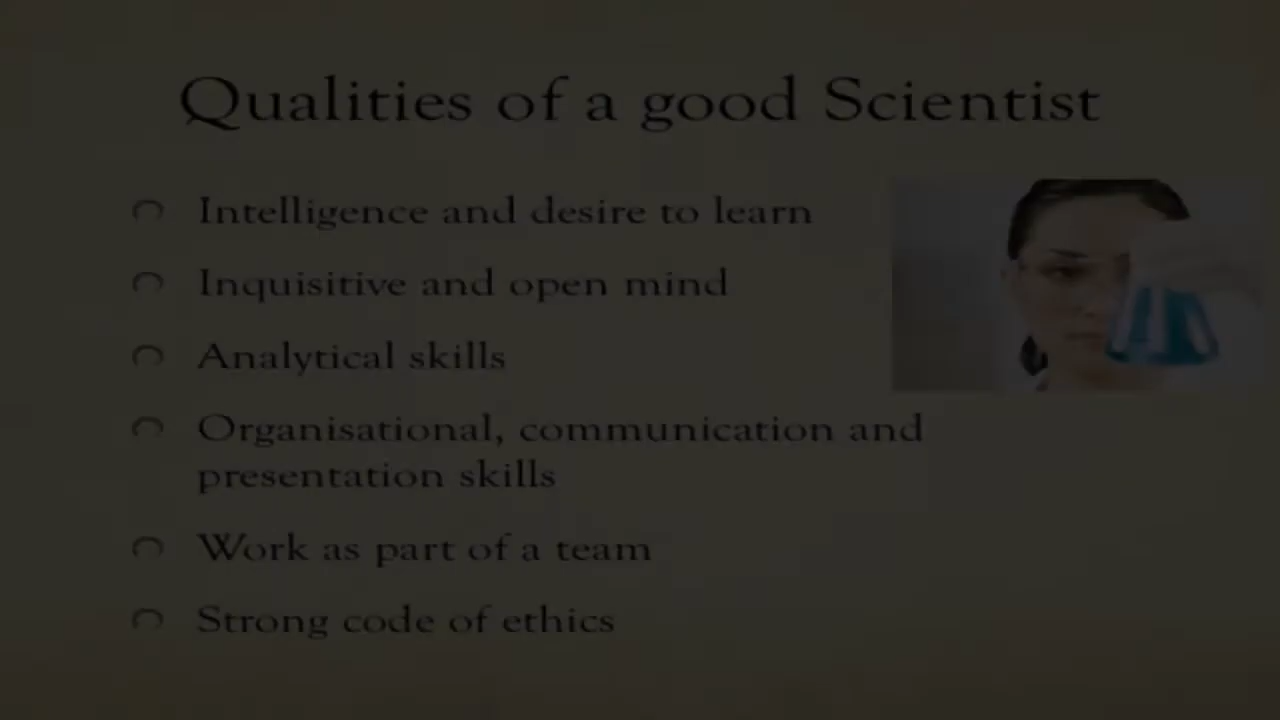 Qualities of a good Scientist
Intelligence and desire to learn
Inquisitive and open mind
Analytical skills
Organisational, communication and
presentation skills
Work as part of a team
Strong code of ethics